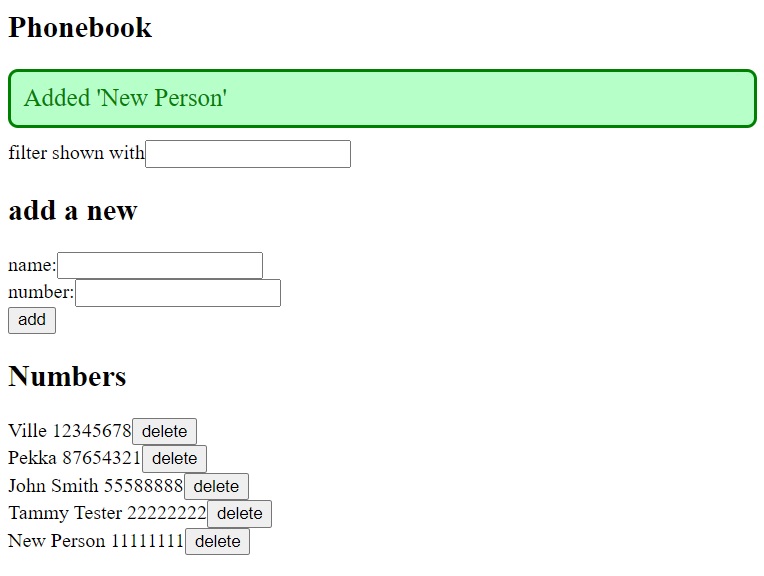 Phonebook
Added 'New Person'
filter shown with
add a new
name:
number:
add
Numbers
Ville 12345678 delete
Pekka 87654321 delete
John Smith 55588888 delete
Tammy Tester 22222222 delete
New Person 11111111 delete